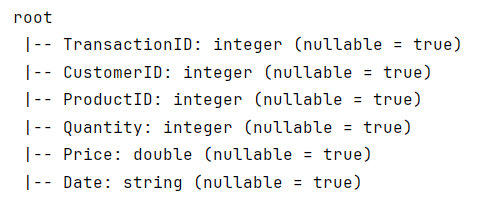 root
 |-- TransactionID: integer (nullable = true)
 |-- CustomerID: integer (nullable = true)
 |-- ProductID: integer (nullable = true)
 |-- Quantity: integer (nullable = true)
 |-- Price: double (nullable = true)
 |-- Date: string (nullable = true)